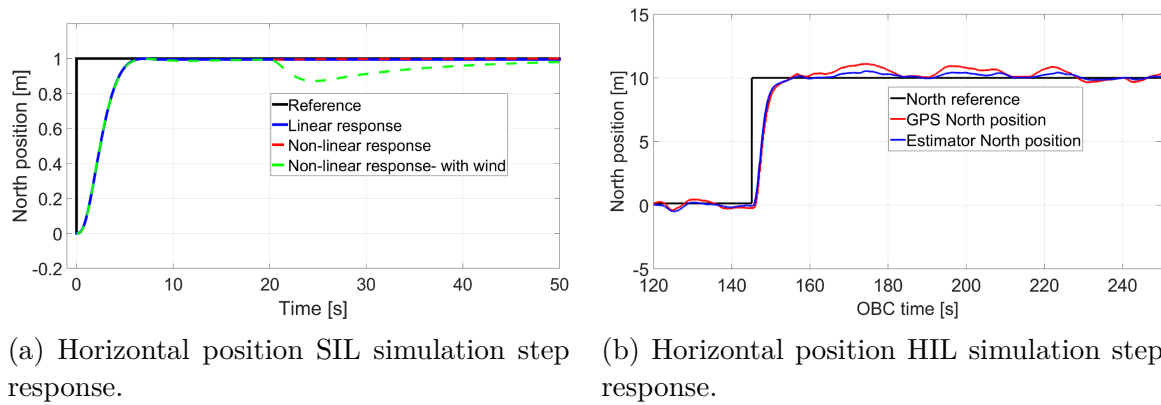 North position [m]
1
0.8
0.6
0.4
0.2
0
-0.2
Reference
Linear response
Non-linear response
Non-linear response- with wind
0 10 20 30 40 50
Time [s]
(a) Horizontal position SIL simulation step
response.
North position [m]
15
10
5
0
-5
North reference
GPS North position
Estimator North position
120 140 160 180 200 220 240
OBC time [s]
(b) Horizontal position HIL simulation step
response.